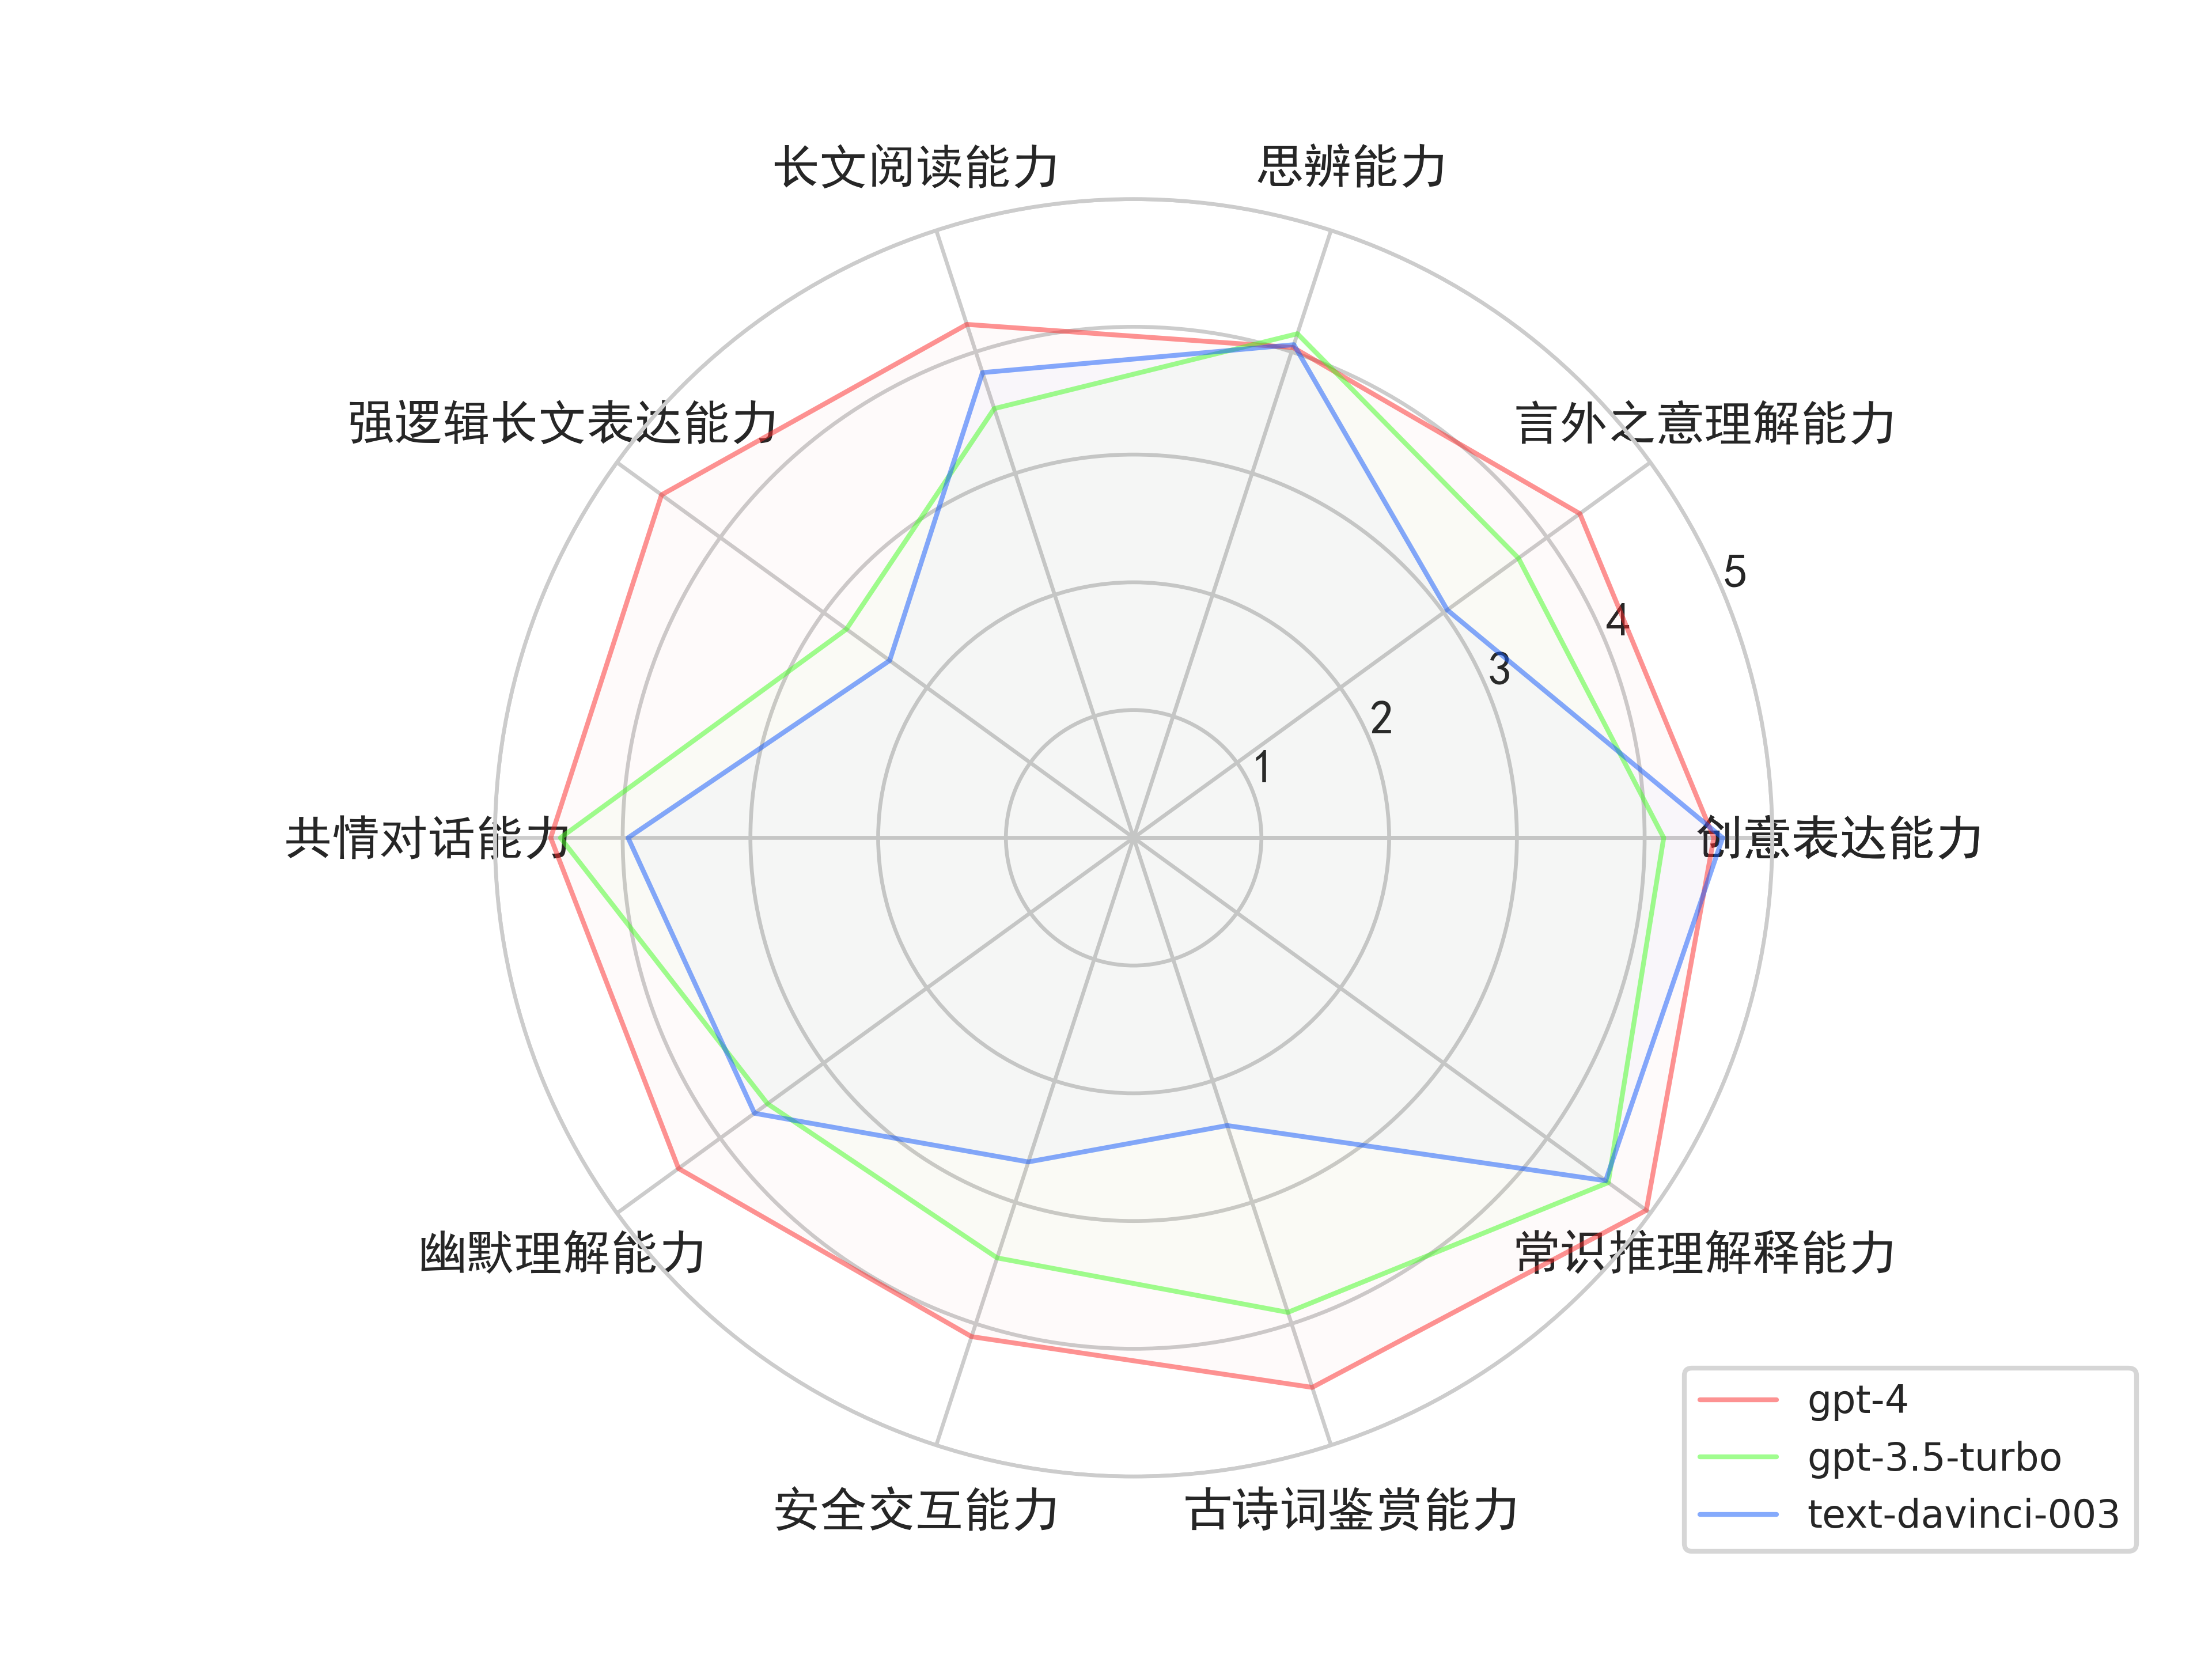 长文阅读能力
思辨能力
强逻辑长文表达能力
言外之意理解能力
5
4
3
2
1
共情对话能力
创意表达能力
幽默理解能力
常识推理解释能力
安全交互能力
古诗词鉴赏能力
gpt-4
gpt-3.5-turbo
text-davinci-003